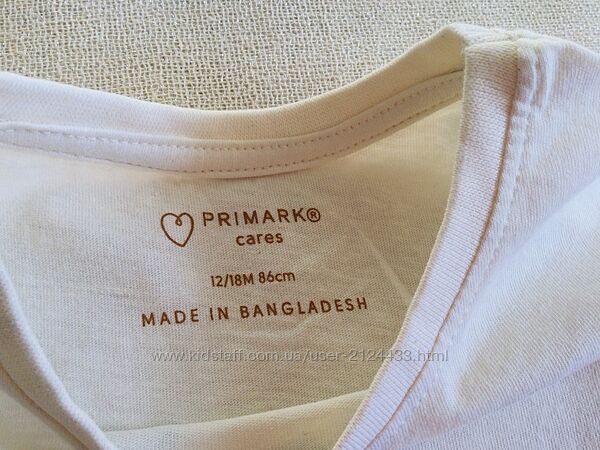 PRIMARK®
cares
12/18M 86cm
MADE IN BANGLADESH
www.kidstaff.com.ua/user-2124433.html